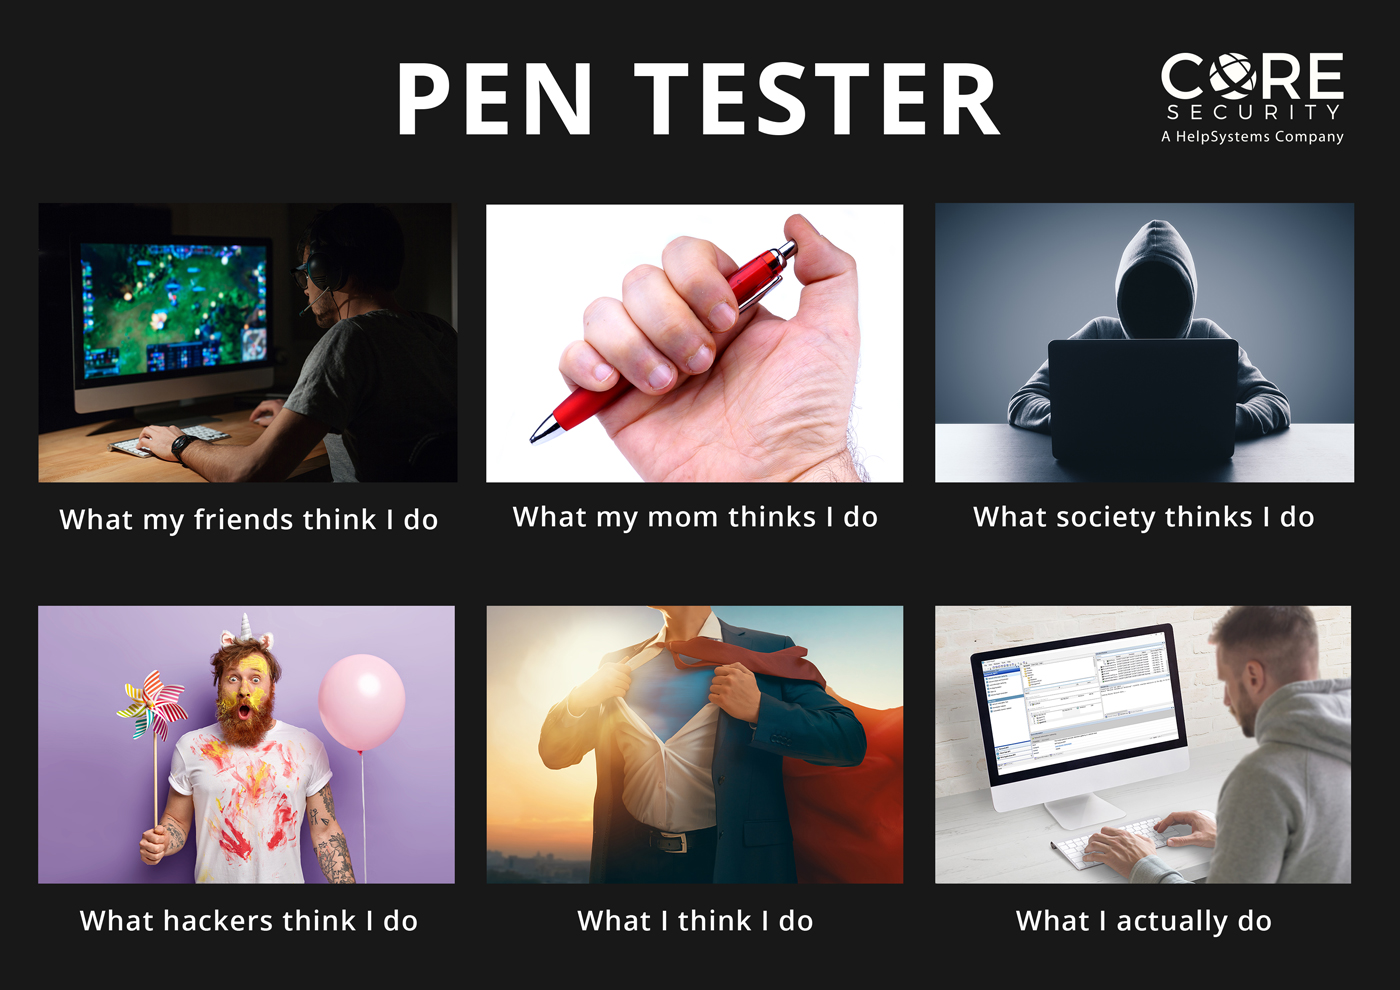 PEN TESTER
CORE
SECURITY
A HelpSystems Company
What my friends think I do
What my mom thinks I do
What society thinks I do
What hackers think I do
What I think I do
What I actually do